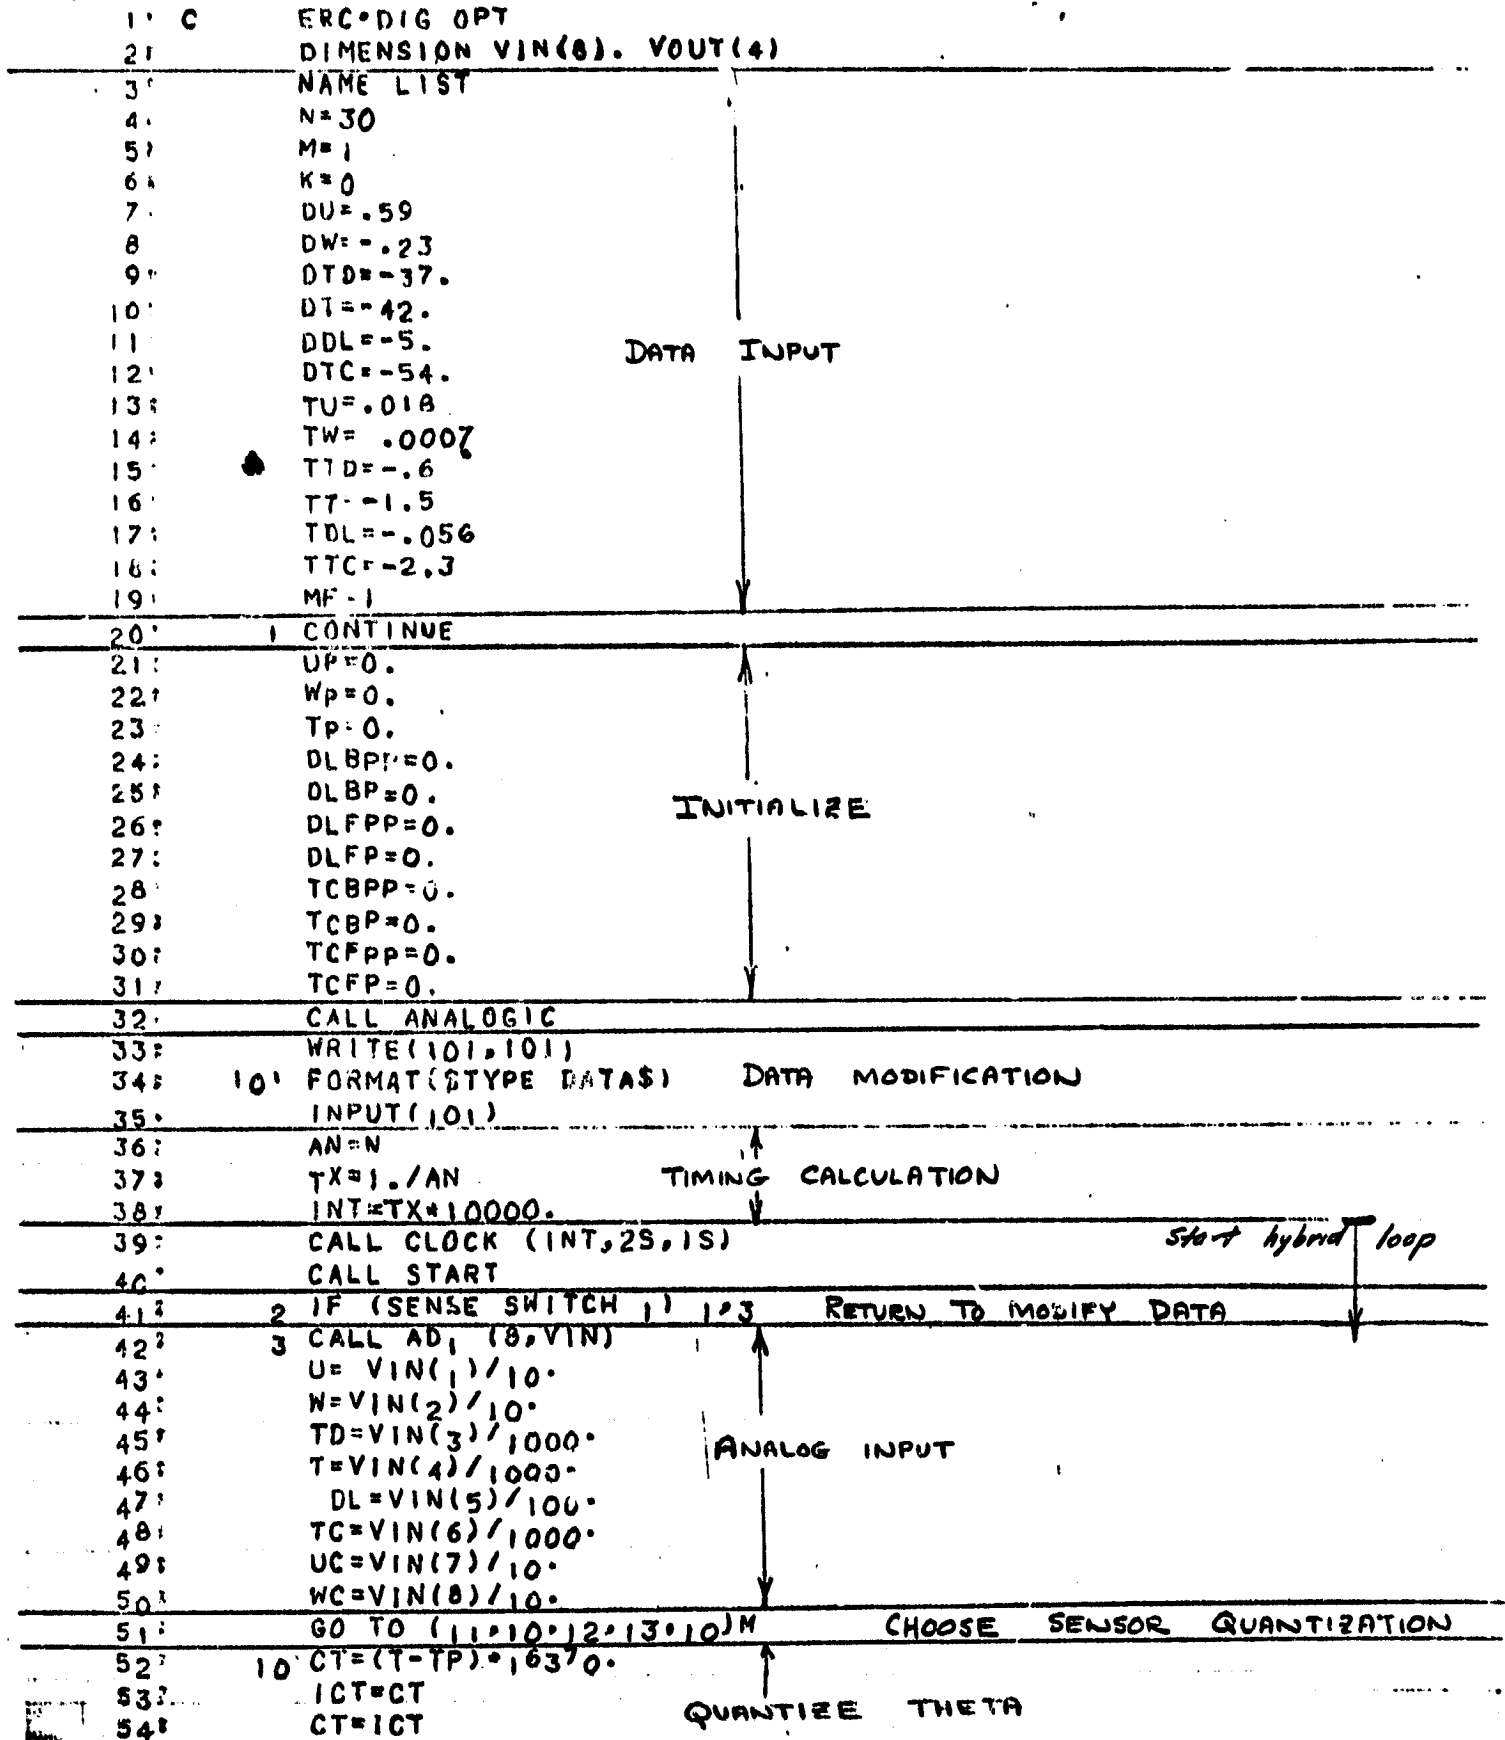 1: C ERC·DIG OPT
2: DIMENSION VIN(8). VOUT(4)
3: NAME LIST
4: N=30
5: M=1
6: K=0
7: DU=.59
8 DW=-.23
9: DTD=-37.
10: DT=-42.
11 DDL=-5.
12: DTC=-54.
13: TU=.018
14: TW= .0007
15: TTD=-.6
16: TT--1.5
17: TDL=-.056
18: TTC=-2.3
19: MF-1
DATA INPUT
20: 1 CONTINUE
21: UP=0.
22: WP=0.
23: TP=0.
24: DLBPP=0.
25: DLBP=0.
26: DLFPP=0.
27: DLFP=0.
28: TCBPP=0.
29: TCBP=0.
30: TCFPP=0.
31: TCFP=0.
INITIALIZE
32: CALL ANALOGIC
33: WRITE(101,101)
34: 101 FORMAT($TYPE DATA$) DATA MODIFICATION
35: INPUT(101)
36: AN=N
37: TX=1./AN TIMING CALCULATION
38: INT=TX*10000.
39: CALL CLOCK (INT,2S,1S) Start hybrid loop
40: CALL START
41: 2 IF (SENSE SWITCH 1) 1,3 RETURN TO MODIFY DATA
42: 3 CALL AD1 (8,VIN)
43: U= VIN(1)/10.
44: W=VIN(2)/10.
45: TD=VIN(3)/1000.
46: T=VIN(4)/1000.
47: DL=VIN(5)/100.
48: TC=VIN(6)/1000.
49: UC=VIN(7)/10.
50: WC=VIN(8)/10.
ANALOG INPUT
51: GO TO (11,10,12,13,10)M CHOOSE SENSOR QUANTIZATION
52: 10 CT=(T-TP)*16370.
53: ICT=CT
54: CT=ICT
QUANTIZE THETA